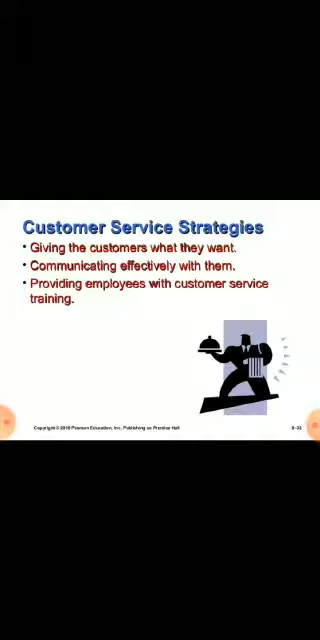 Customer Service Strategies
• Giving the customers what they want.
• Communicating effectively with them.
• Providing employees with customer service
training.
Copyright © 2010 Pearson Education, Inc. Publishing as Prentice Hall